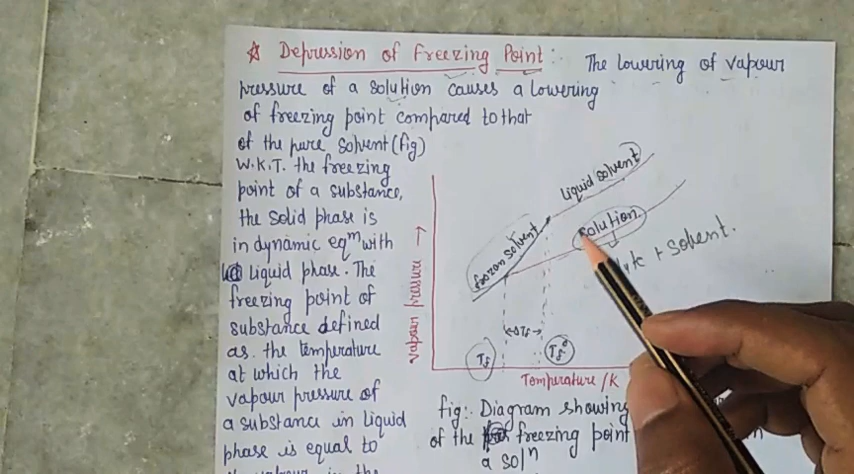 ☆ Depression of Freezing Point:- The lowering of vapour
pressure of a solution causes a lowering
of freezing point compared to that
of the pure solvent (fig)
W.K.T. the freezing
point of a substance,
the solid phase is
in dynamic eqᵐ with
liquid phase. The
freezing point of
substance defined
as. the temperature
at which the
vapour pressure of
a substance in liquid
phase is equal to
in the
vapour pressure →
frozen solvent
liquid solvent
solution
+ solvent.
←ΔTf→
Tf
Tf°
Temperature /K
fig:- Diagram showing
of the freezing point
a solⁿ